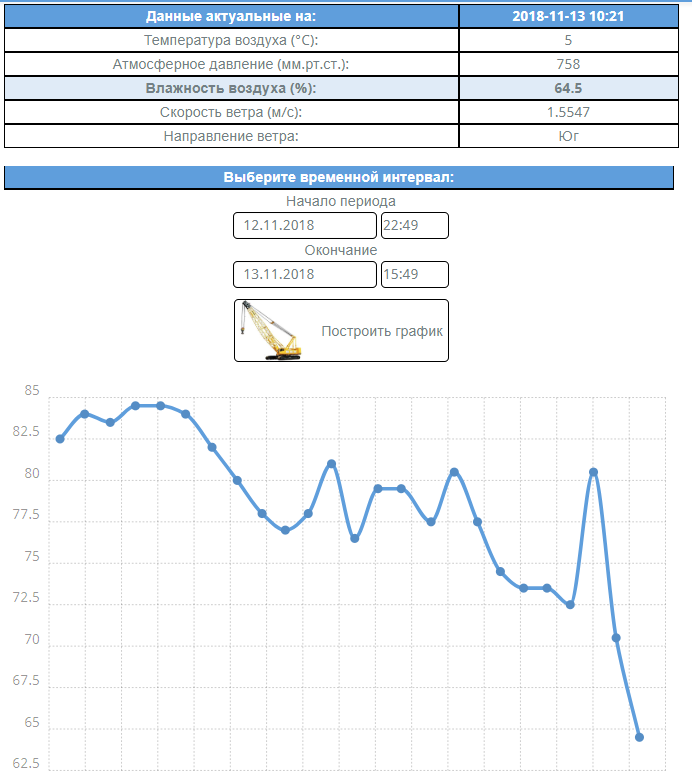 Данные актуальные на: 2018-11-13 10:21
Температура воздуха (°C): 5
Атмосферное давление (мм.рт.ст.): 758
Влажность воздуха (%): 64.5
Скорость ветра (м/с): 1.5547
Направление ветра: Юг
Выберите временной интервал:
Начало периода
12.11.2018 22:49
Окончание
13.11.2018 15:49
Построить график
85
82.5
80
77.5
75
72.5
70
67.5
65
62.5